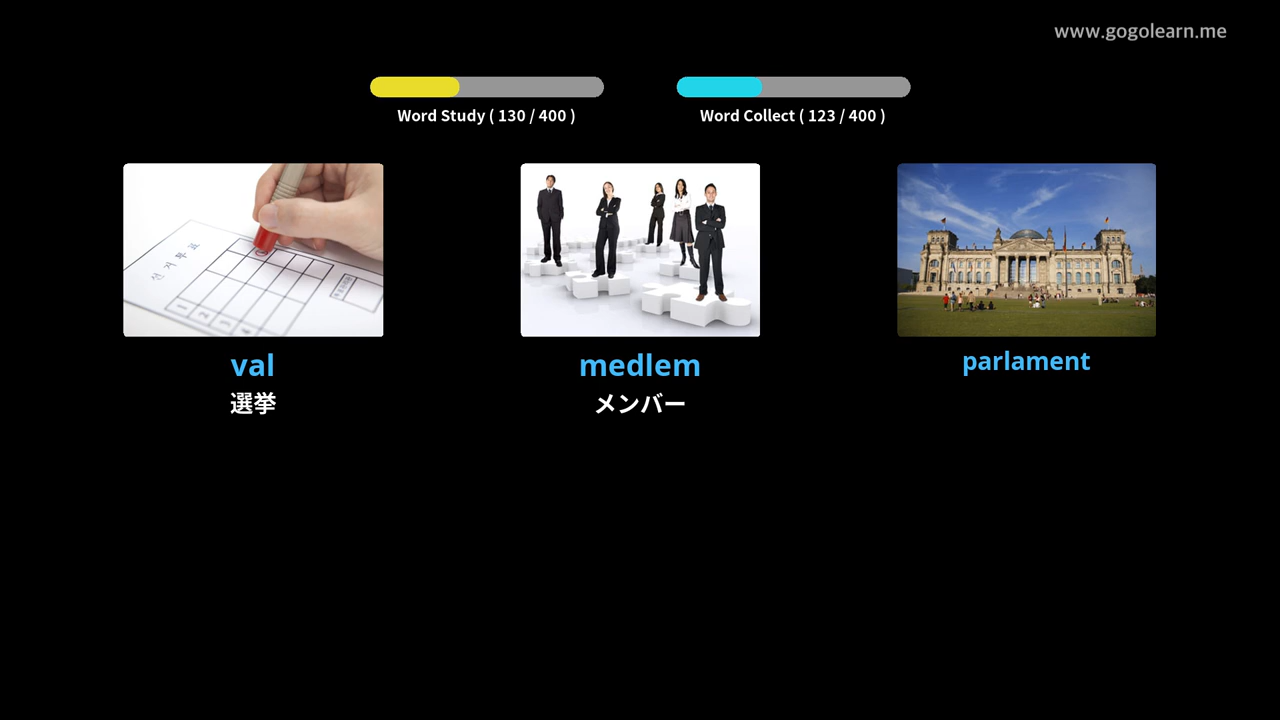 www.gogolearn.me
Word Study ( 130 / 400 )
Word Collect ( 123 / 400 )
val
選挙
medlem
メンバー
parlament